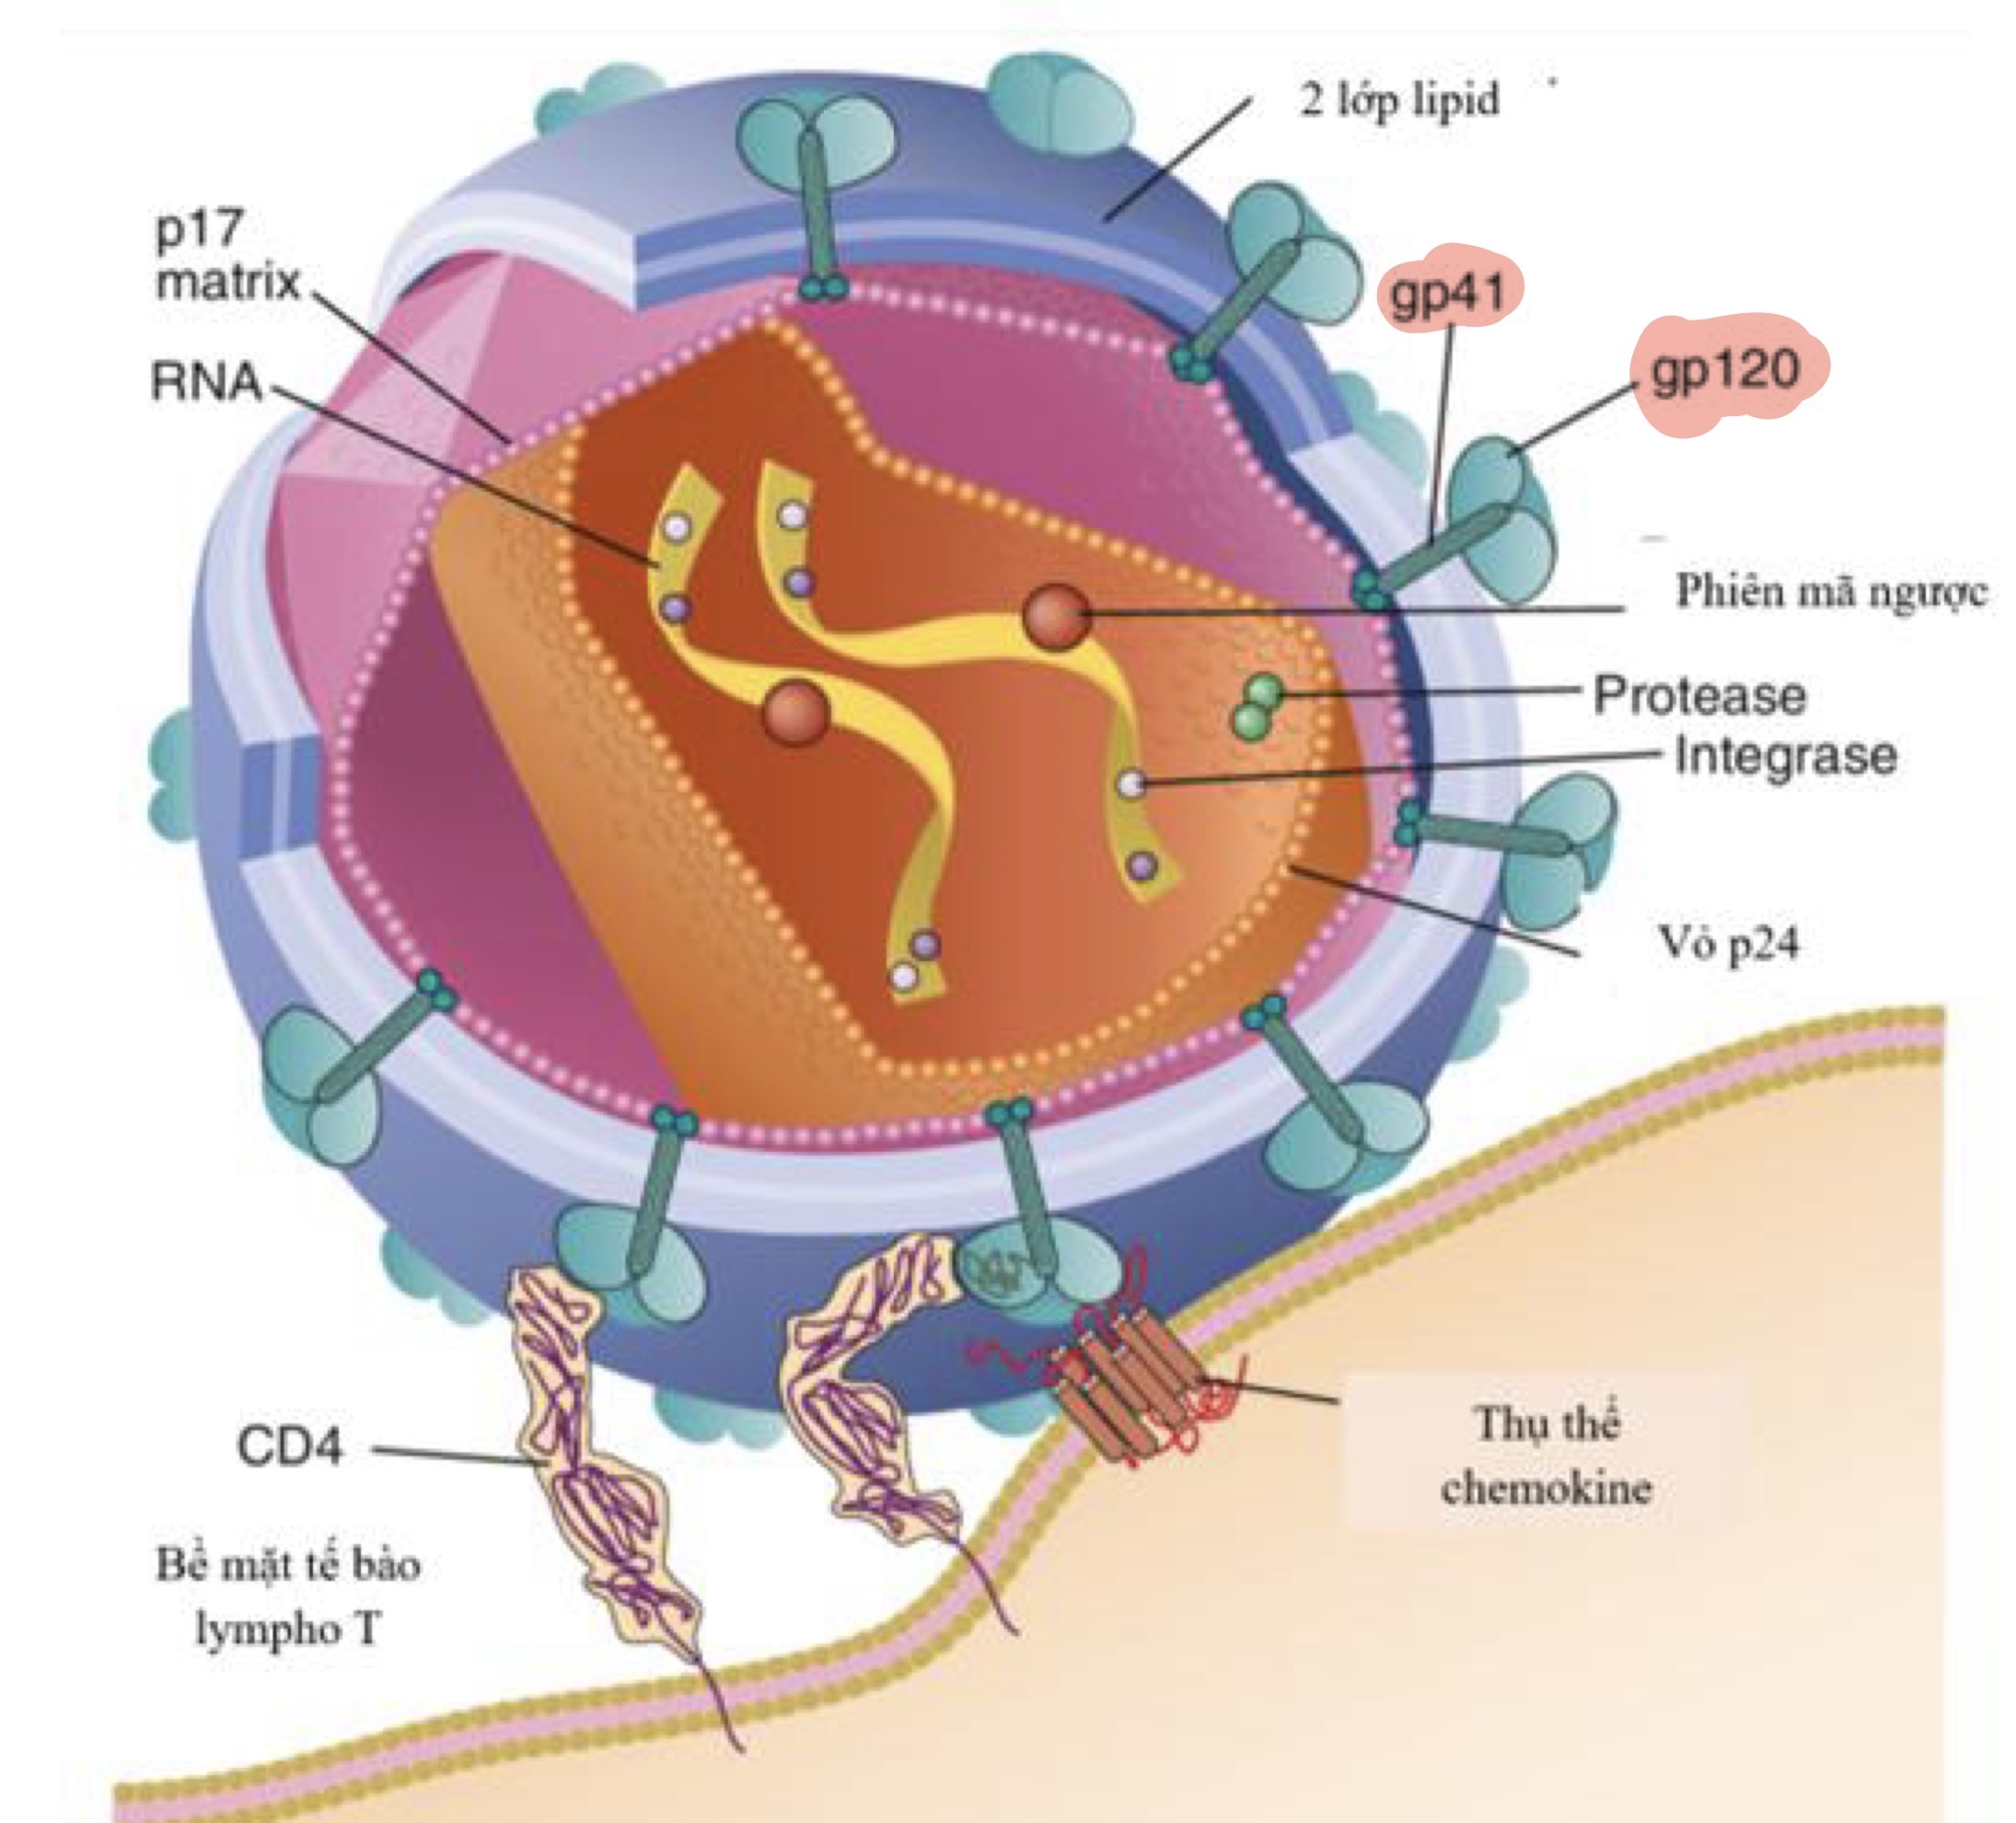 2 lớp lipid
p17
matrix
RNA
gp41
gp120
Phiên mã ngược
Protease
Integrase
Vỏ p24
CD4
Bề mặt tế bào
lympho T
Thụ thể
chemokine